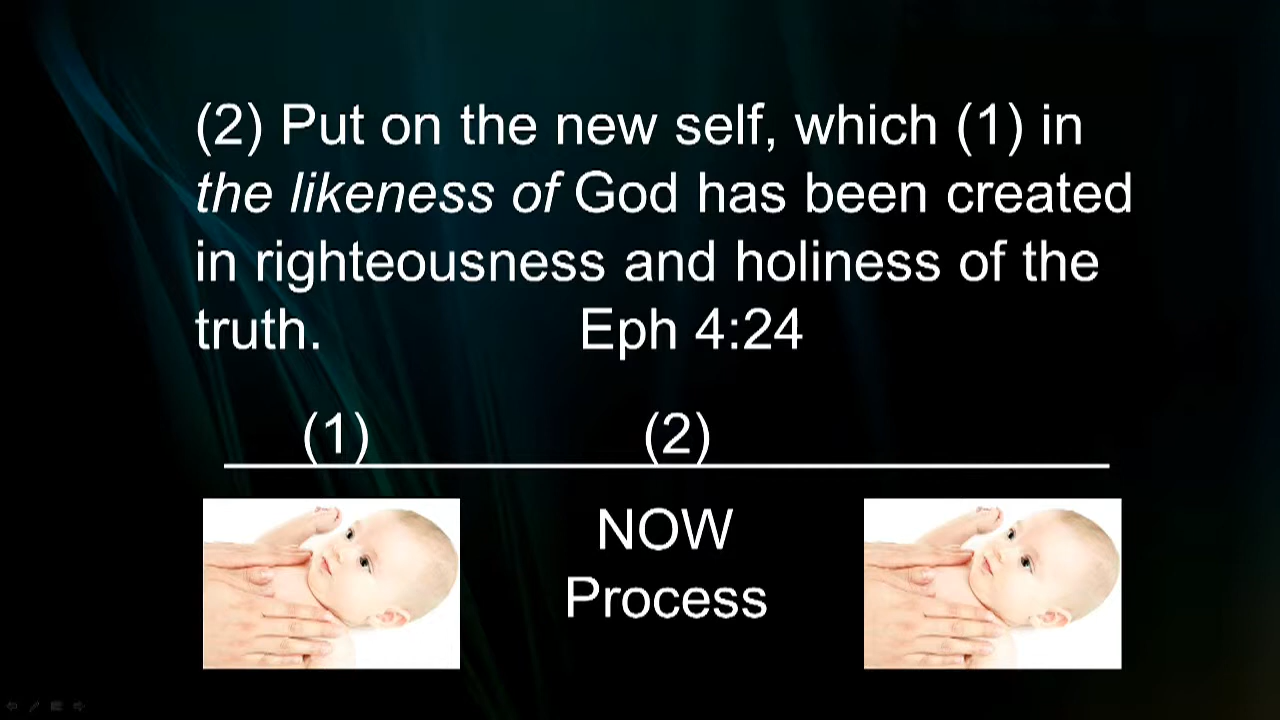 (2) Put on the new self, which (1) in
the likeness of God has been created
in righteousness and holiness of the
truth. Eph 4:24
(1) (2)
NOW
Process